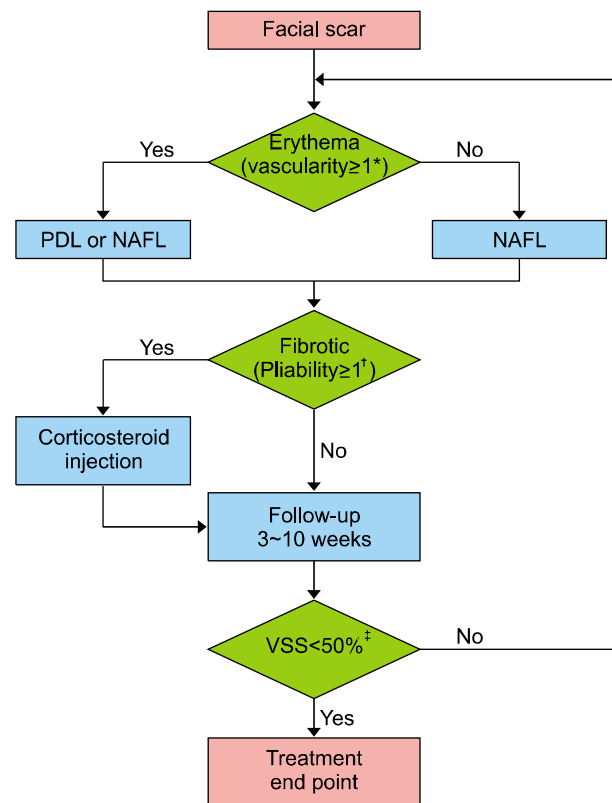 Facial scar
Erythema
(vascularity≥1*)
Yes
No
PDL or NAFL
NAFL
Fibrotic
(Pliability≥1†)
Yes
Corticosteroid
injection
No
Follow-up
3~10 weeks
VSS<50%‡
No
Yes
Treatment
end point